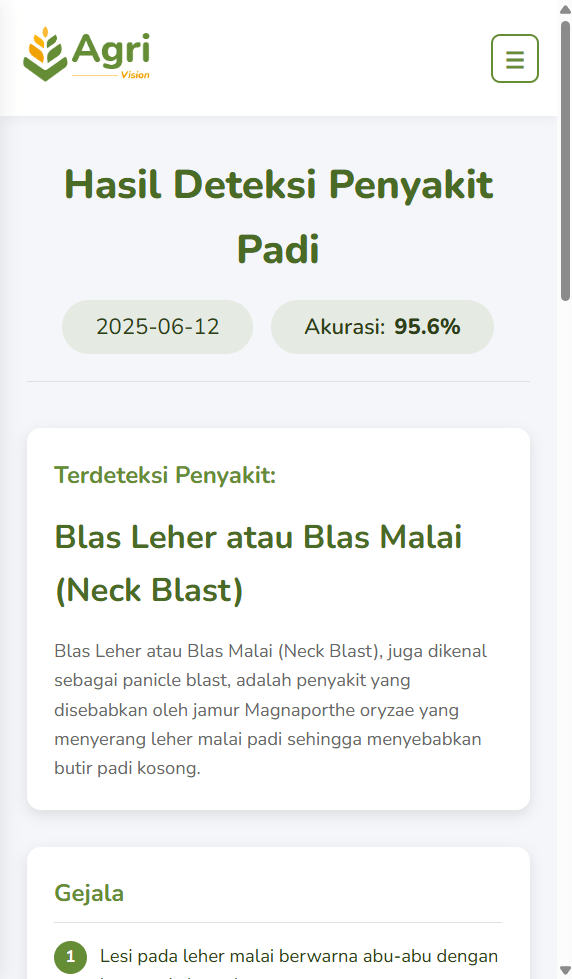 Agri
Vision
☰
Hasil Deteksi Penyakit
Padi
2025-06-12
Akurasi: 95.6%
Terdeteksi Penyakit:
Blas Leher atau Blas Malai
(Neck Blast)
Blas Leher atau Blas Malai (Neck Blast), juga dikenal
sebagai panicle blast, adalah penyakit yang
disebabkan oleh jamur Magnaporthe oryzae yang
menyerang leher malai padi sehingga menyebabkan
butir padi kosong.
Gejala
1 Lesi pada leher malai berwarna abu-abu dengan